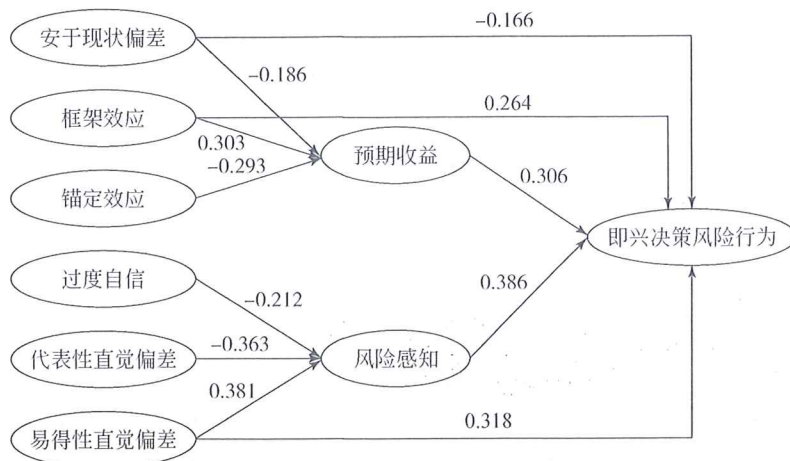 安于现状偏差
-0.166
-0.186
框架效应
0.264
0.303
预期收益
-0.293
锚定效应
0.306
即兴决策风险行为
过度自信
-0.212
0.386
代表性直觉偏差
-0.363
风险感知
0.381
易得性直觉偏差
0.318